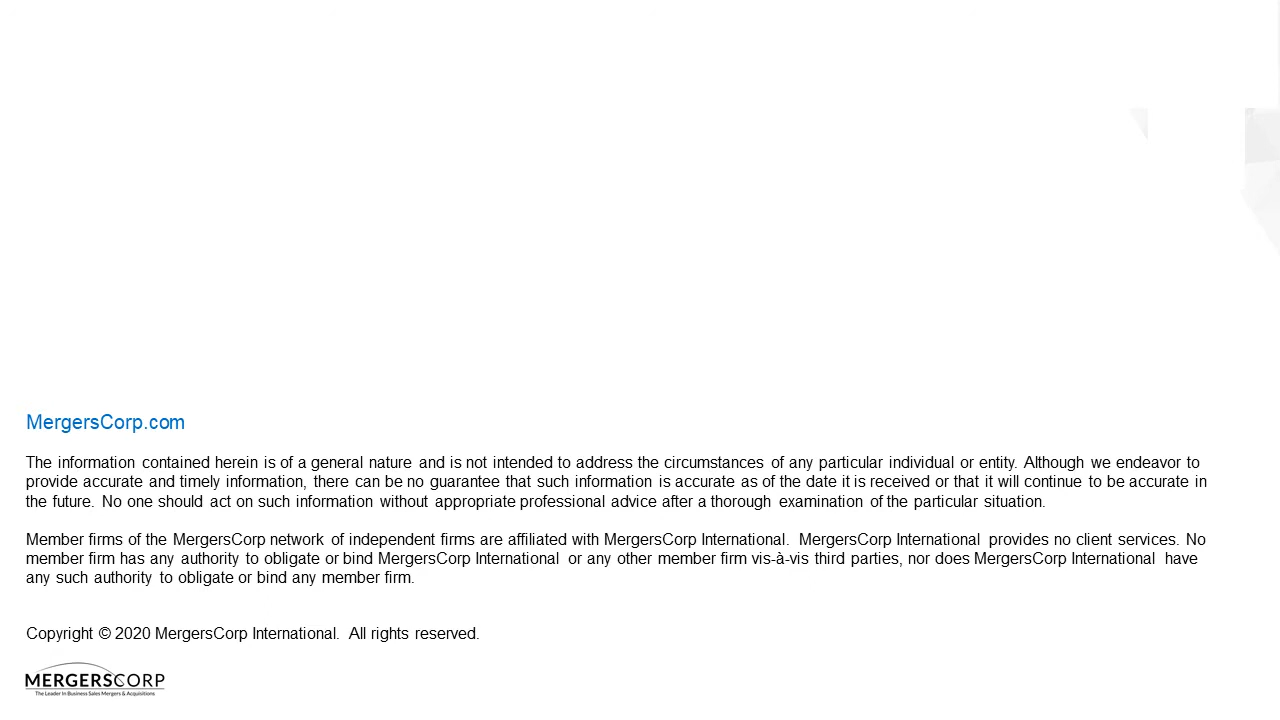 MergersCorp.com
The information contained herein is of a general nature and is not intended to address the circumstances of any particular individual or entity. Although we endeavor to
provide accurate and timely information, there can be no guarantee that such information is accurate as of the date it is received or that it will continue to be accurate in
the future. No one should act on such information without appropriate professional advice after a thorough examination of the particular situation.
Member firms of the MergersCorp network of independent firms are affiliated with MergersCorp International. MergersCorp International provides no client services. No
member firm has any authority to obligate or bind MergersCorp International or any other member firm vis-à-vis third parties, nor does MergersCorp International have
any such authority to obligate or bind any member firm.
Copyright © 2020 MergersCorp International. All rights reserved.
MERGERSCORP
The Leader In Business Sales Mergers & Acquisitions